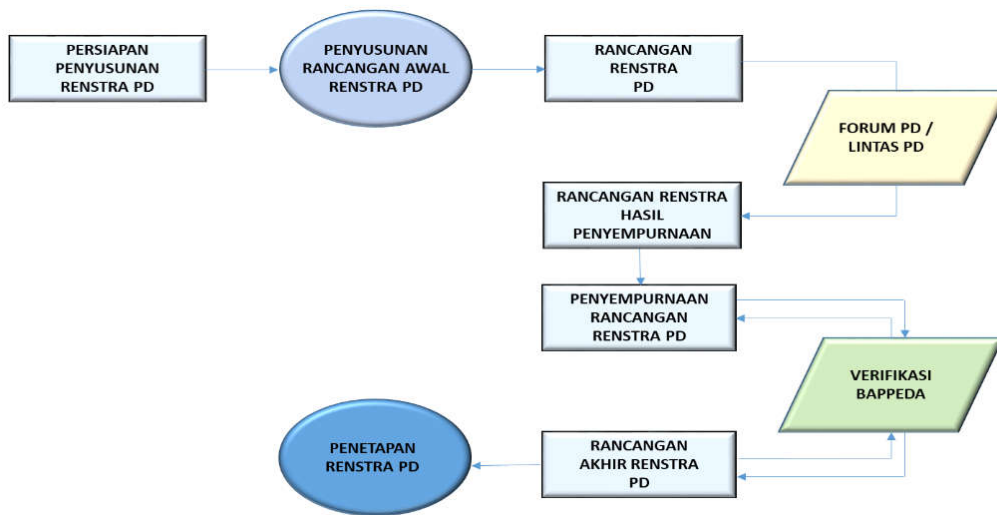 PERSIAPAN
PENYUSUNAN
RENSTRA PD
PENYUSUNAN
RANCANGAN AWAL
RENSTRA PD
RANCANGAN
RENSTRA
PD
FORUM PD /
LINTAS PD
RANCANGAN RENSTRA
HASIL
PENYEMPURNAAN
PENYEMPURNAAN
RANCANGAN
RENSTRA PD
VERIFIKASI
BAPPEDA
RANCANGAN
AKHIR RENSTRA
PD
PENETAPAN
RENSTRA PD